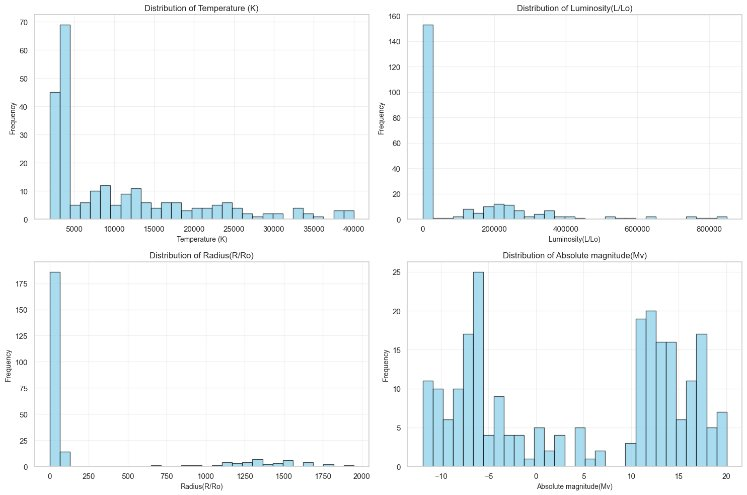 Distribution of Temperature (K)
Frequency
70
60
50
40
30
20
10
0
5000 10000 15000 20000 25000 30000 35000 40000
Temperature (K)
Distribution of Luminosity(L/Lo)
Frequency
160
140
120
100
80
60
40
20
0
0 200000 400000 600000 800000
Luminosity(L/Lo)
Distribution of Radius(R/Ro)
Frequency
175
150
125
100
75
50
25
0
0 250 500 750 1000 1250 1500 1750 2000
Radius(R/Ro)
Distribution of Absolute magnitude(Mv)
Frequency
25
20
15
10
5
0
−10 −5 0 5 10 15 20
Absolute magnitude(Mv)